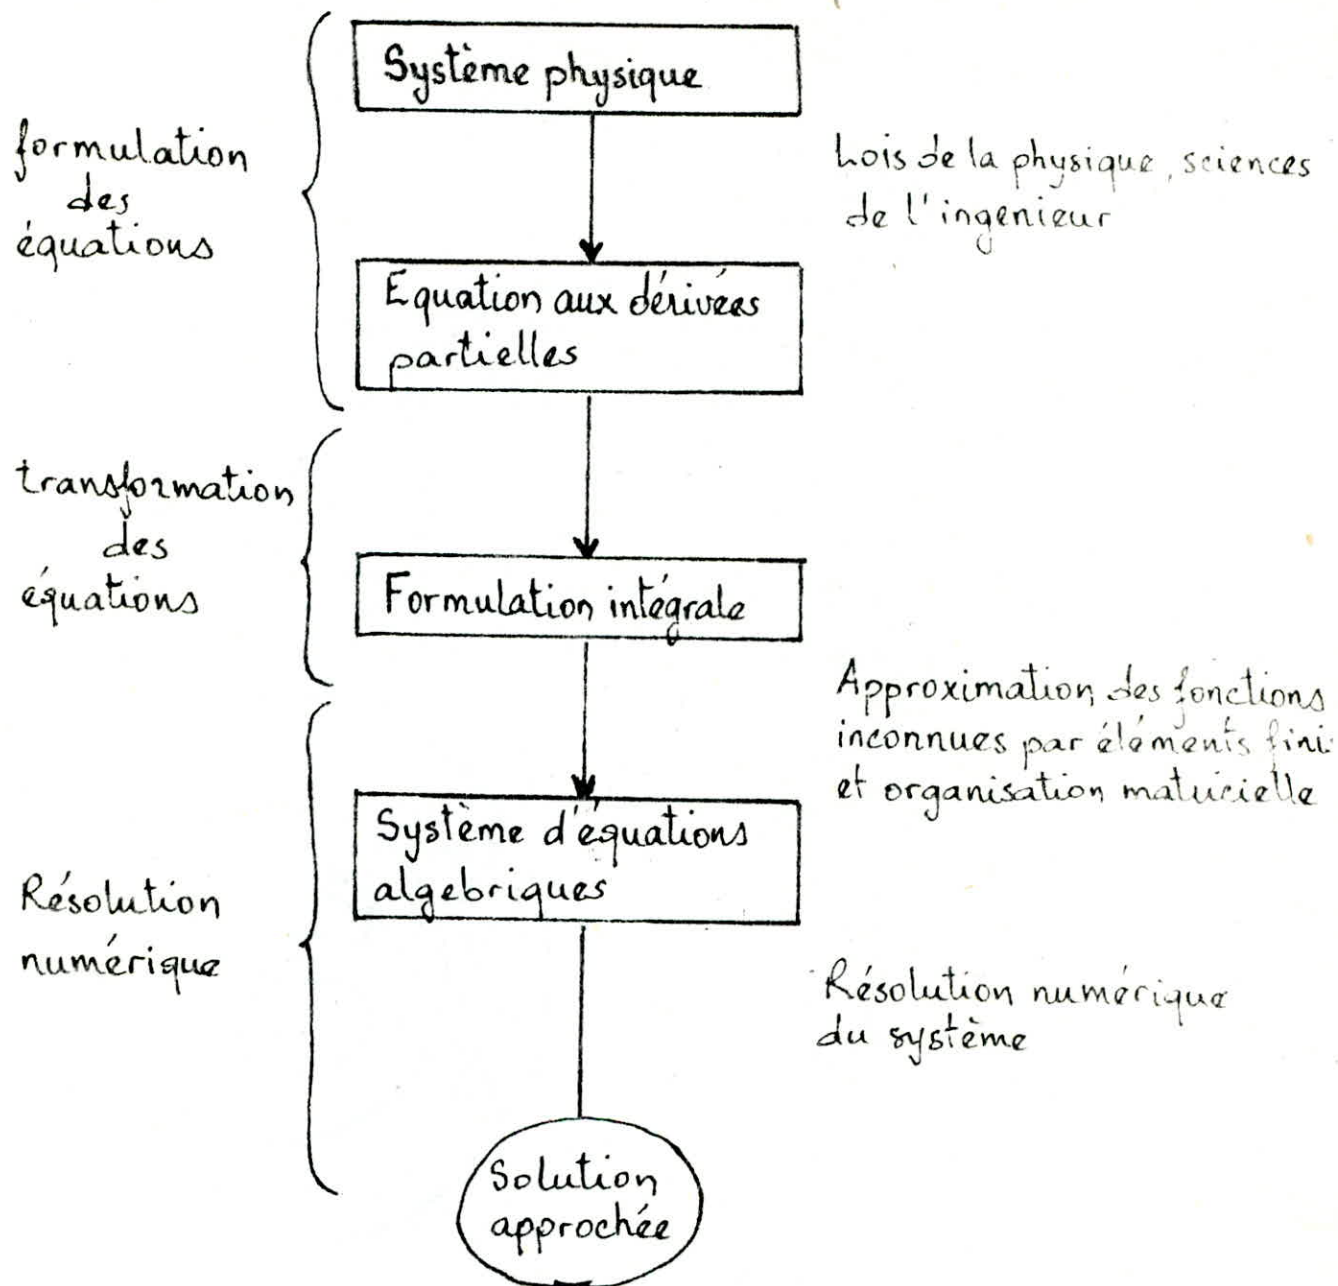 Système physique
formulation
des
équations
Lois de la physique, sciences
de l'ingénieur
Equation aux dérivées
partielles
transformation
des
équations
Formulation intégrale
Approximation des fonctions
inconnues par éléments fini
et organisation matricielle
Système d'équations
algebriques
Résolution
numérique
Résolution numérique
du système
Solution
approchée